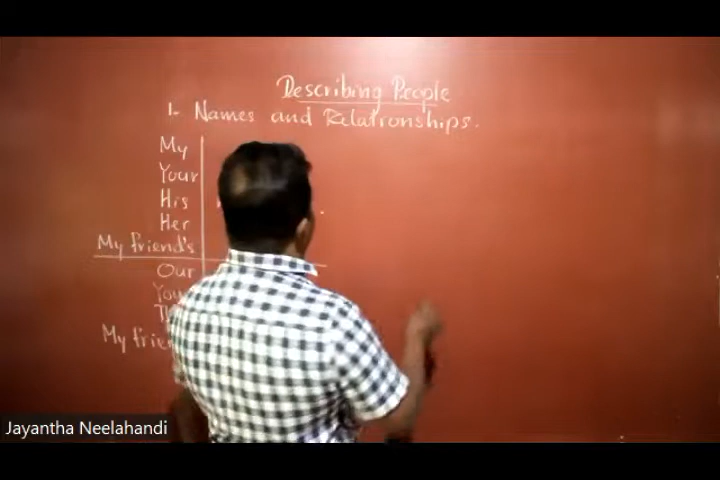 Describing People
1- Names and Relationships.
My
Your
His
Her
My friend's
Our
Jayantha Neelahandi